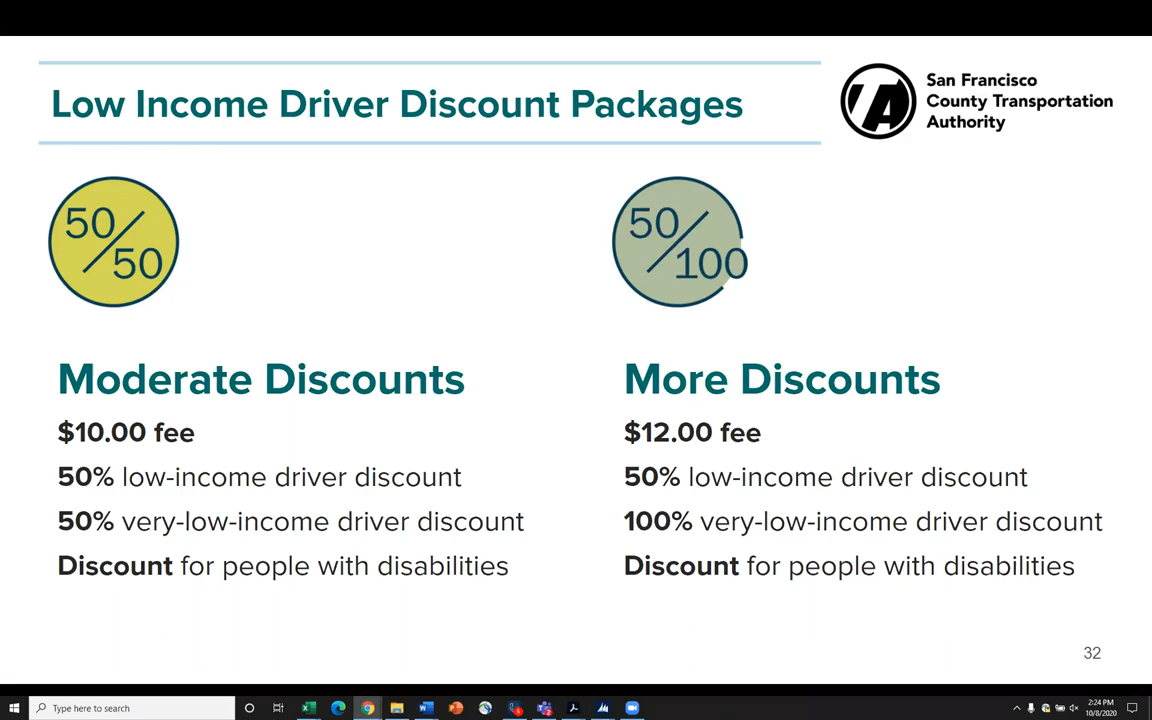 Low Income Driver Discount Packages
San Francisco
County Transportation
Authority
50/50
50/100
Moderate Discounts
$10.00 fee
50% low-income driver discount
50% very-low-income driver discount
Discount for people with disabilities
More Discounts
$12.00 fee
50% low-income driver discount
100% very-low-income driver discount
Discount for people with disabilities
32
Type here to search
2:24 PM
10/8/2020